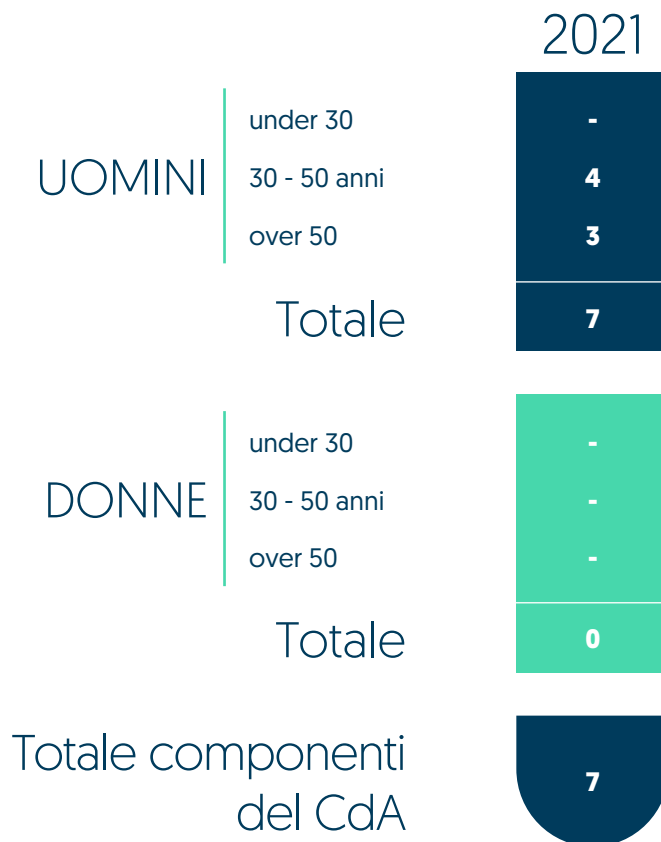 2021
UOMINI
under 30 -
30 - 50 anni 4
over 50 3
Totale 7
DONNE
under 30 -
30 - 50 anni -
over 50 -
Totale 0
Totale componenti
del CdA
7